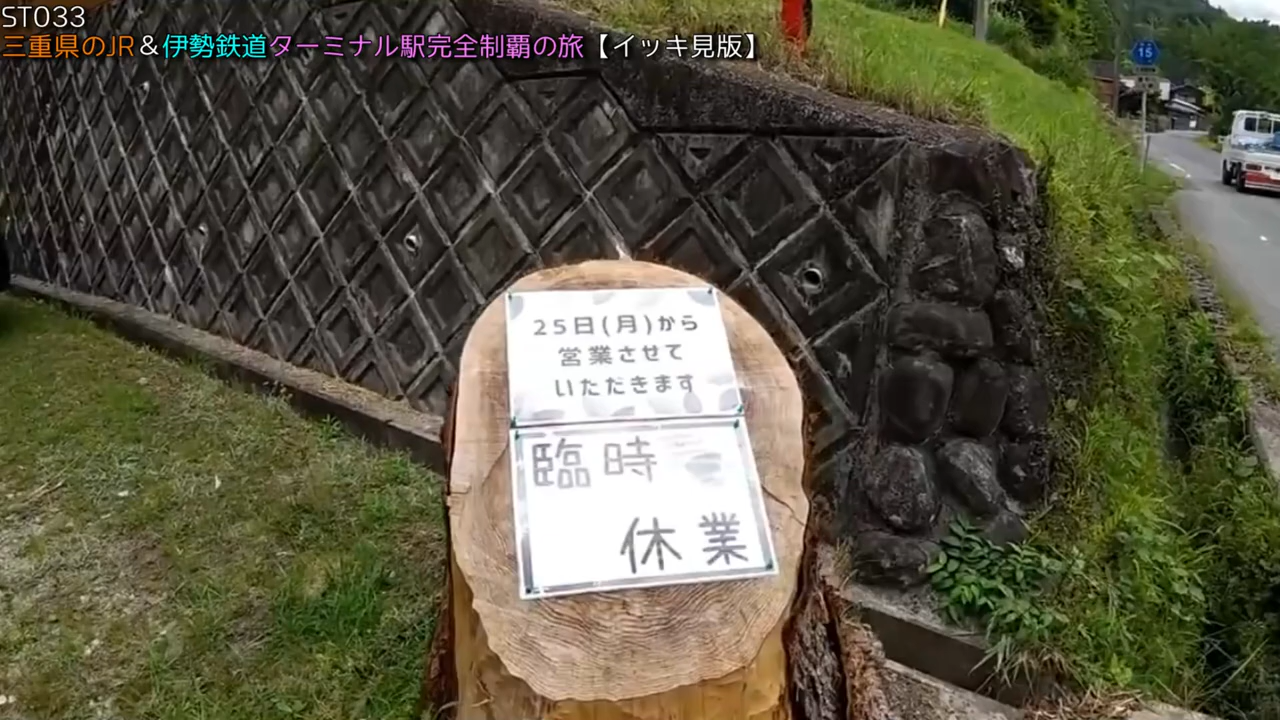 ST033
三重県のJR＆伊勢鉄道ターミナル駅完全制覇の旅【イッキ見版】
15
25日(月)から
営業させて
いただきます
臨時
休業